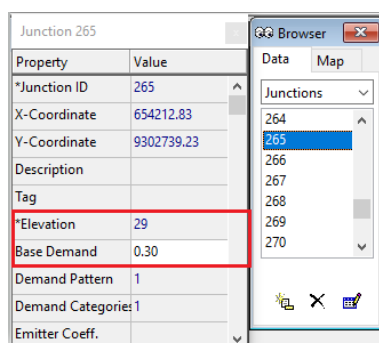 Junction 265
Property Value
*Junction ID 265
X-Coordinate 654212.83
Y-Coordinate 9302739.23
Description
Tag
*Elevation 29
Base Demand 0.30
Demand Pattern 1
Demand Categories 1
Emitter Coeff.
Browser
Data Map
Junctions
264
265
266
267
268
269
270